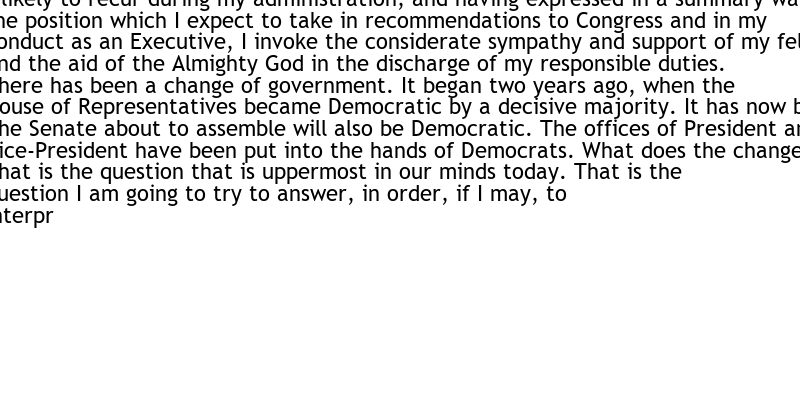 likely to recur during my administration, and having expressed in a summary wa
he position which I expect to take in recommendations to Congress and in my
onduct as an Executive, I invoke the considerate sympathy and support of my fel
nd the aid of the Almighty God in the discharge of my responsible duties.
here has been a change of government. It began two years ago, when the
ouse of Representatives became Democratic by a decisive majority. It has now b
he Senate about to assemble will also be Democratic. The offices of President an
ice-President have been put into the hands of Democrats. What does the change
hat is the question that is uppermost in our minds today. That is the
uestion I am going to try to answer, in order, if I may, to
nterpr